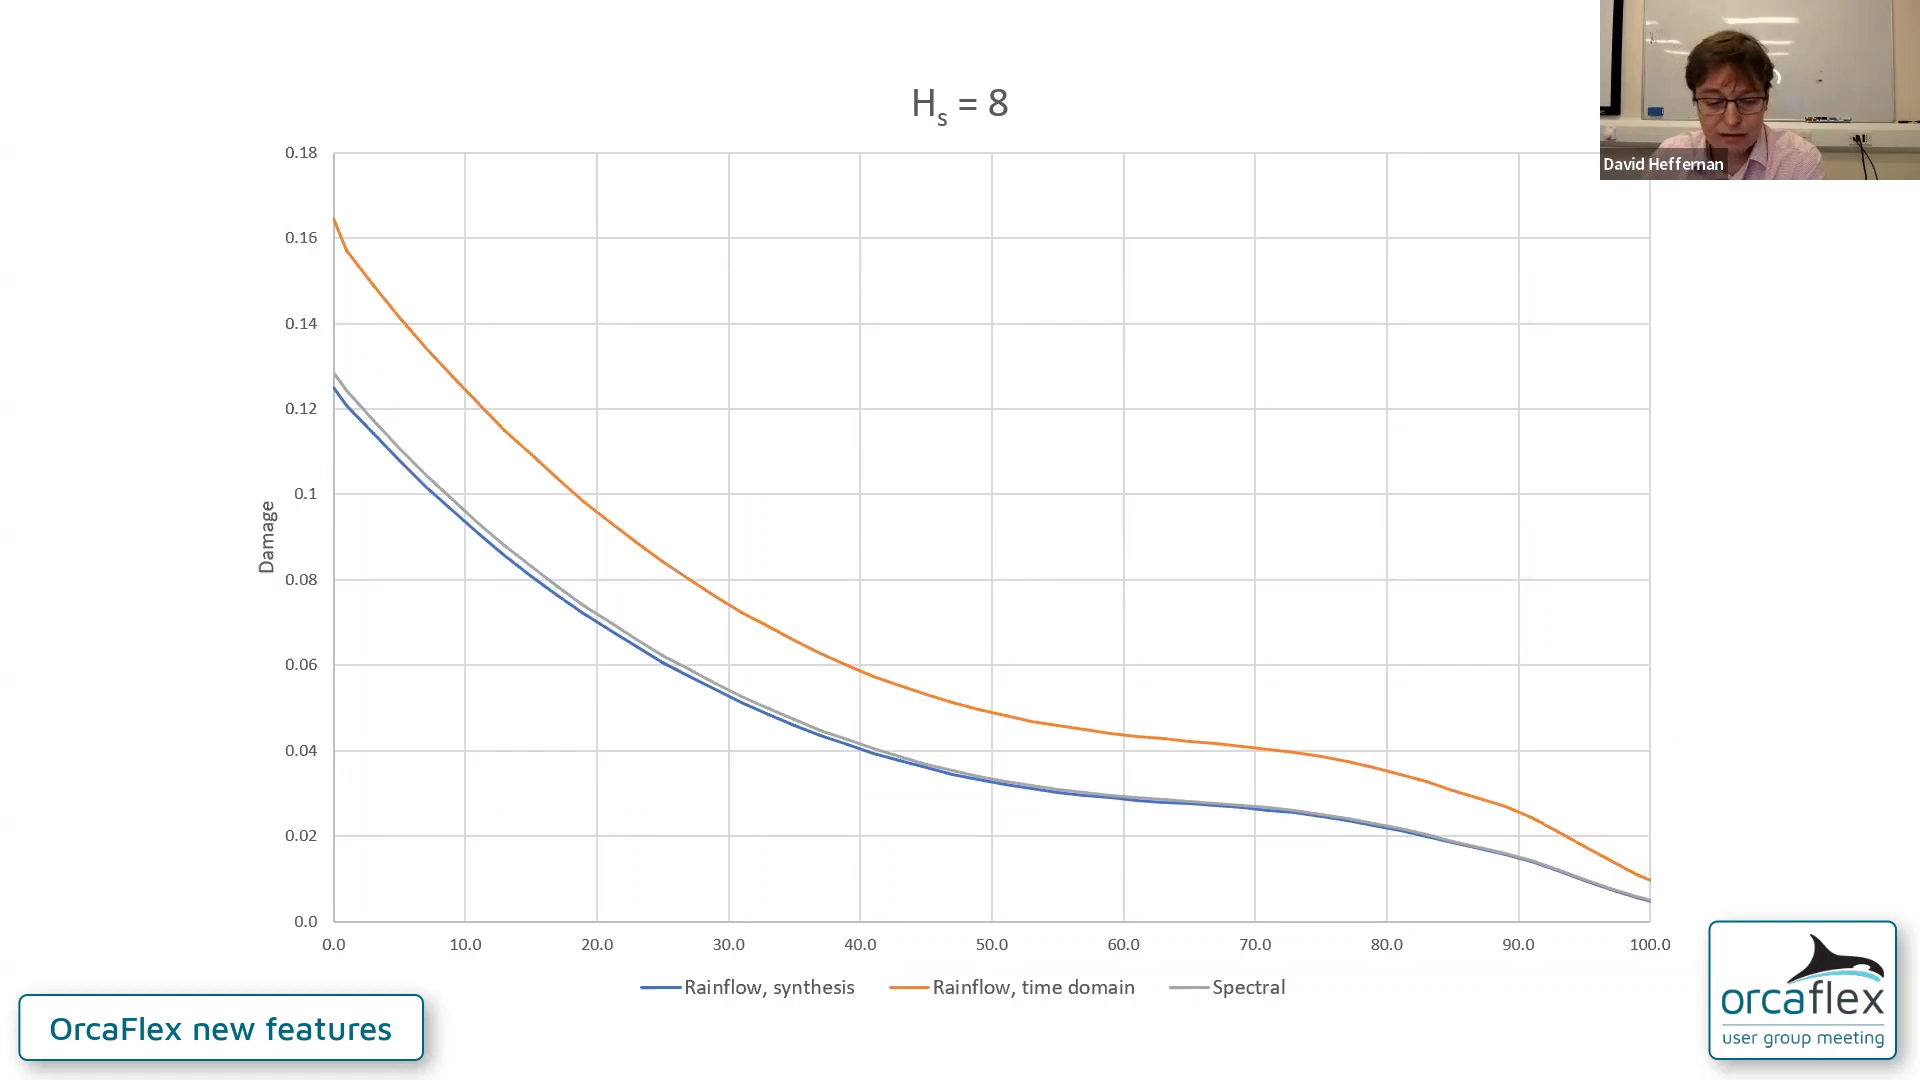 Hs = 8
David Heffernan
0.18
0.16
0.14
0.12
0.1
0.08
0.06
0.04
0.02
0.0
Damage
0.0 10.0 20.0 30.0 40.0 50.0 60.0 70.0 80.0 90.0 100.0
Rainflow, synthesis Rainflow, time domain Spectral
OrcaFlex new features
orcaflex
user group meeting